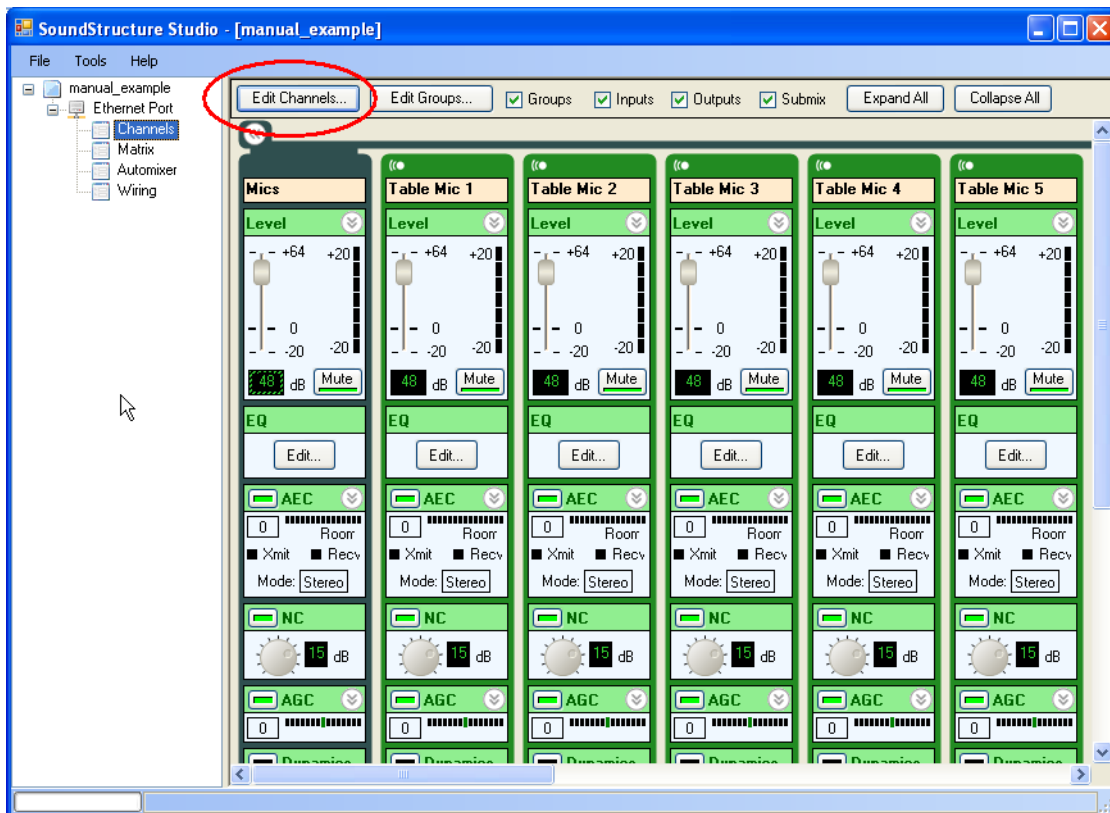 SoundStructure Studio - [manual_example]
File Tools Help
manual_example
Ethernet Port
Channels
Matrix
Automixer
Wiring
Edit Channels... Edit Groups... Groups Inputs Outputs Submix Expand All Collapse All
Mics Table Mic 1 Table Mic 2 Table Mic 3 Table Mic 4 Table Mic 5
Level Level Level Level Level Level
+64 +20 +64 +20 +64 +20 +64 +20 +64 +20 +64 +20
0 0 0 0 0 0
-20 -20 -20 -20 -20 -20 -20 -20 -20 -20 -20 -20
48 dB Mute 48 dB Mute 48 dB Mute 48 dB Mute 48 dB Mute 48 dB Mute
EQ EQ EQ EQ EQ EQ
Edit... Edit... Edit... Edit... Edit... Edit...
AEC AEC AEC AEC AEC AEC
0 Room 0 Room 0 Room 0 Room 0 Room 0 Room
Xmit Recv Xmit Recv Xmit Recv Xmit Recv Xmit Recv Xmit Recv
Mode: Stereo Mode: Stereo Mode: Stereo Mode: Stereo Mode: Stereo Mode: Stereo
NC NC NC NC NC NC
15 dB 15 dB 15 dB 15 dB 15 dB 15 dB
AGC AGC AGC AGC AGC AGC
0 0 0 0 0 0
Dynamics Dynamics Dynamics Dynamics Dynamics Dynamics